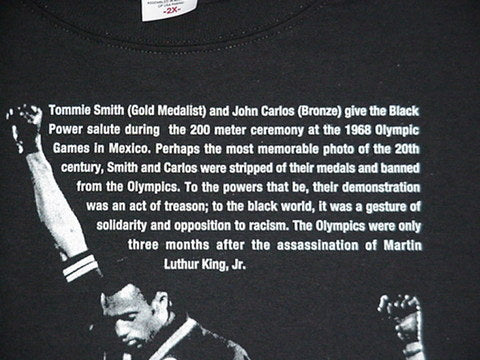 -2X-
Tommie Smith (Gold Medalist) and John Carlos (Bronze) give the Black
Power salute during the 200 meter ceremony at the 1968 Olympic
Games in Mexico. Perhaps the most memorable photo of the 20th
century, Smith and Carlos were stripped of their medals and banned
from the Olympics. To the powers that be, their demonstration
was an act of treason; to the black world, it was a gesture of
solidarity and opposition to racism. The Olympics were only
three months after the assassination of Martin
Luthur King, Jr.